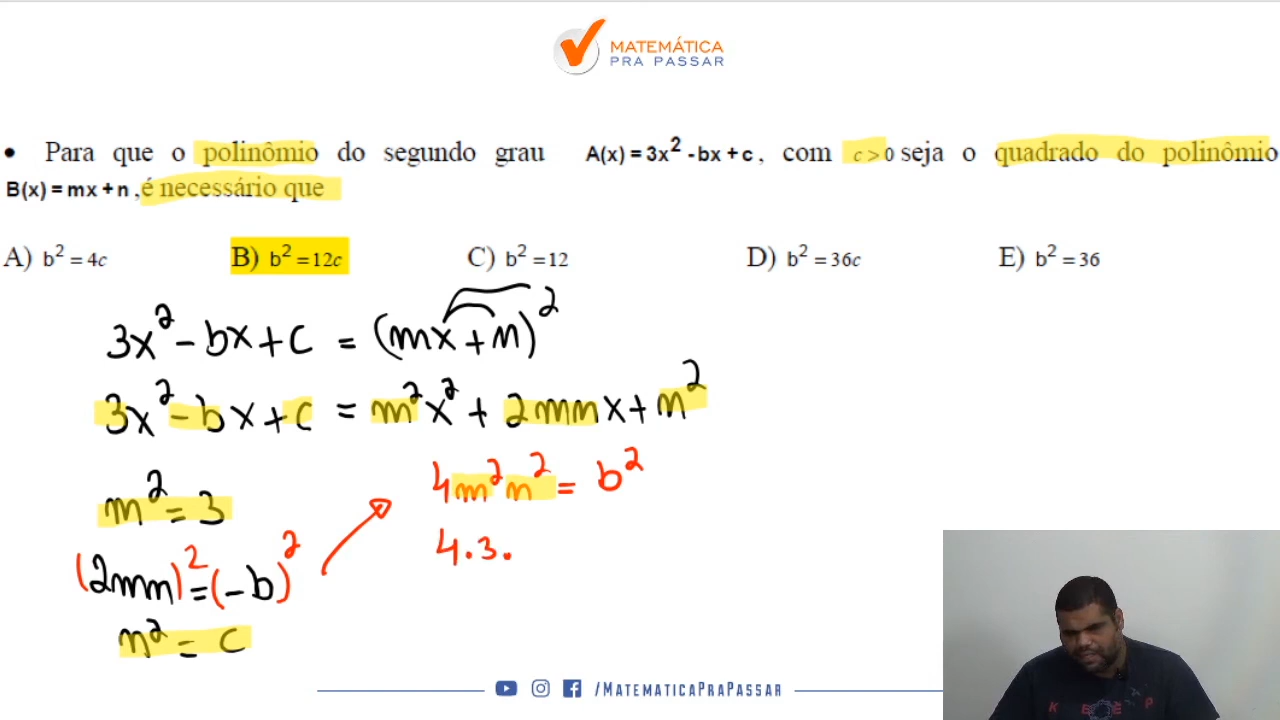 MATEMÁTICA
PRA PASSAR
• Para que o polinômio do segundo grau A(x) = 3x² - bx + c, com c > 0 seja o quadrado do polinômio
B(x) = mx + n, é necessário que
A) b² = 4c B) b² = 12c C) b² = 12 D) b² = 36c E) b² = 36
3x² - bx + c = (mx + n)²
3x² - bx + c = m²x² + 2mnx + n²
4m²n² = b²
m² = 3
4.3.
(2mn)² = (-b)²
n² = c
/MATEMATICAPRAPASSAR
K E E P